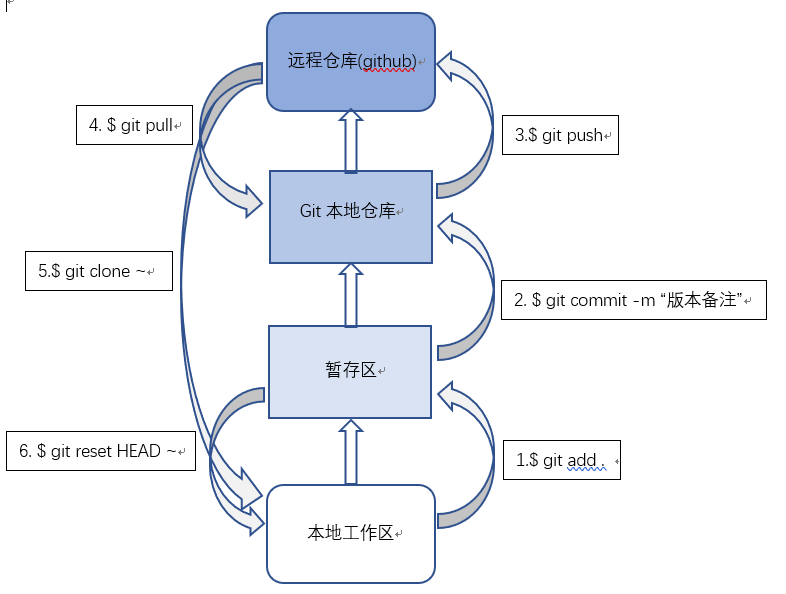 远程仓库(github)
4. $ git pull
3.$ git push
Git 本地仓库
5.$ git clone ~
2. $ git commit -m “版本备注”
暂存区
6. $ git reset HEAD ~
1.$ git add .
本地工作区